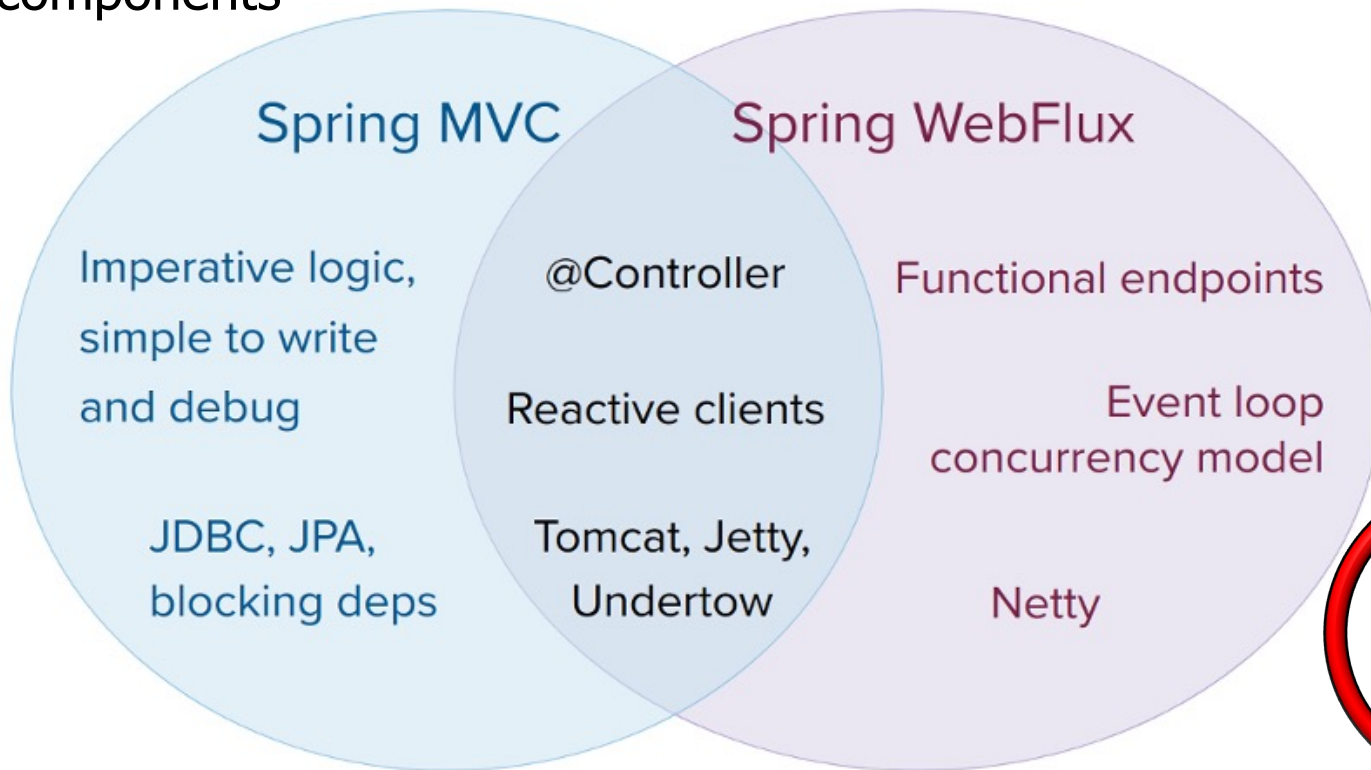 components
Spring MVC
Spring WebFlux
Imperative logic,
simple to write
and debug
@Controller
Functional endpoints
Reactive clients
Event loop
concurrency model
JDBC, JPA,
blocking deps
Tomcat, Jetty,
Undertow
Netty